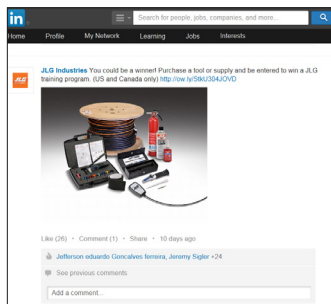 in
Search for people, jobs, companies, and more...
Home Profile My Network Learning Jobs Interests
JLG
JLG Industries You could be a winner! Purchase a tool or supply and be entered to win a JLG
training program. (US and Canada only) http://ow.ly/StkU304JOVD
Like (26) • Comment (1) • Share • 10 days ago
Jefferson eduardo Goncalves ferreira, Jeremy Sigler +24
See previous comments
Add a comment...